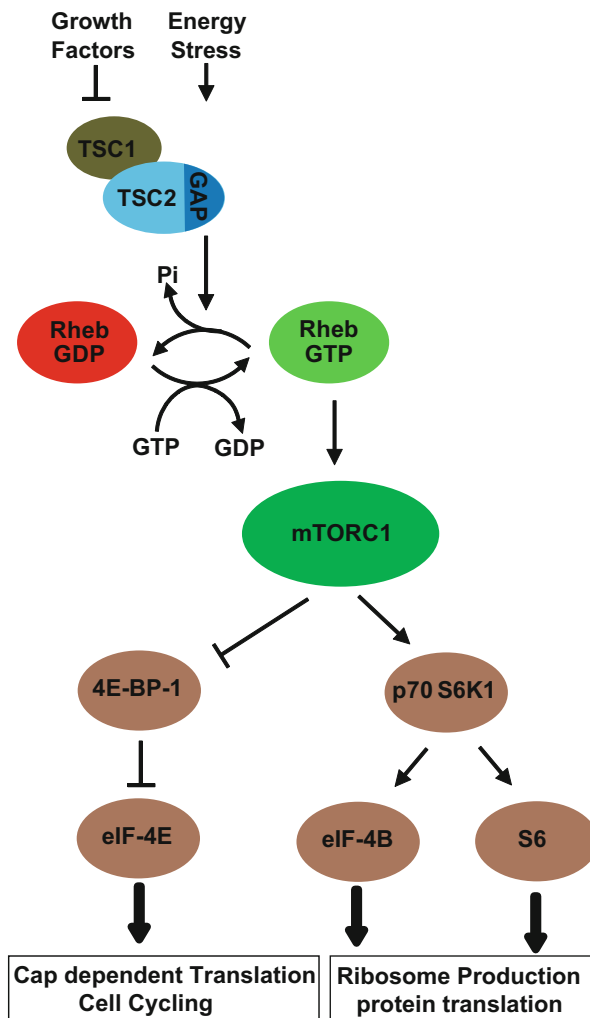 Growth
Factors
Energy
Stress
TSC1
TSC2
GAP
Pi
Rheb
GDP
Rheb
GTP
GTP
GDP
mTORC1
4E-BP-1
p70 S6K1
eIF-4E
eIF-4B
S6
Cap dependent Translation
Cell Cycling
Ribosome Production
protein translation